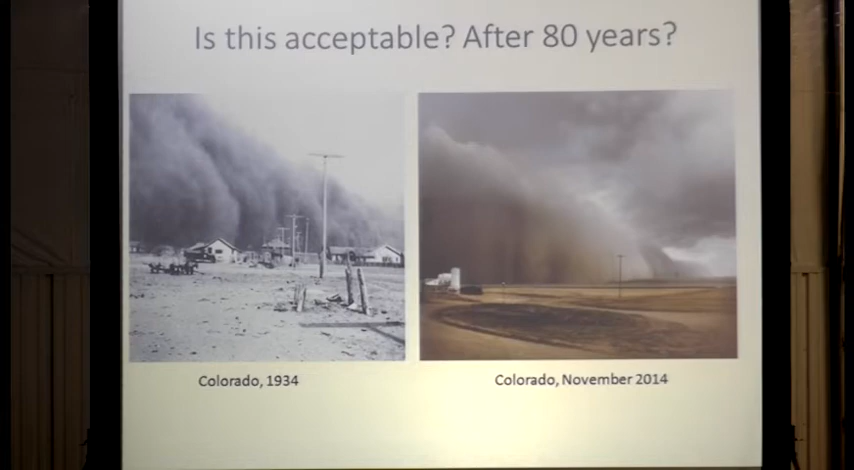 Is this acceptable? After 80 years?
Colorado, 1934
Colorado, November 2014